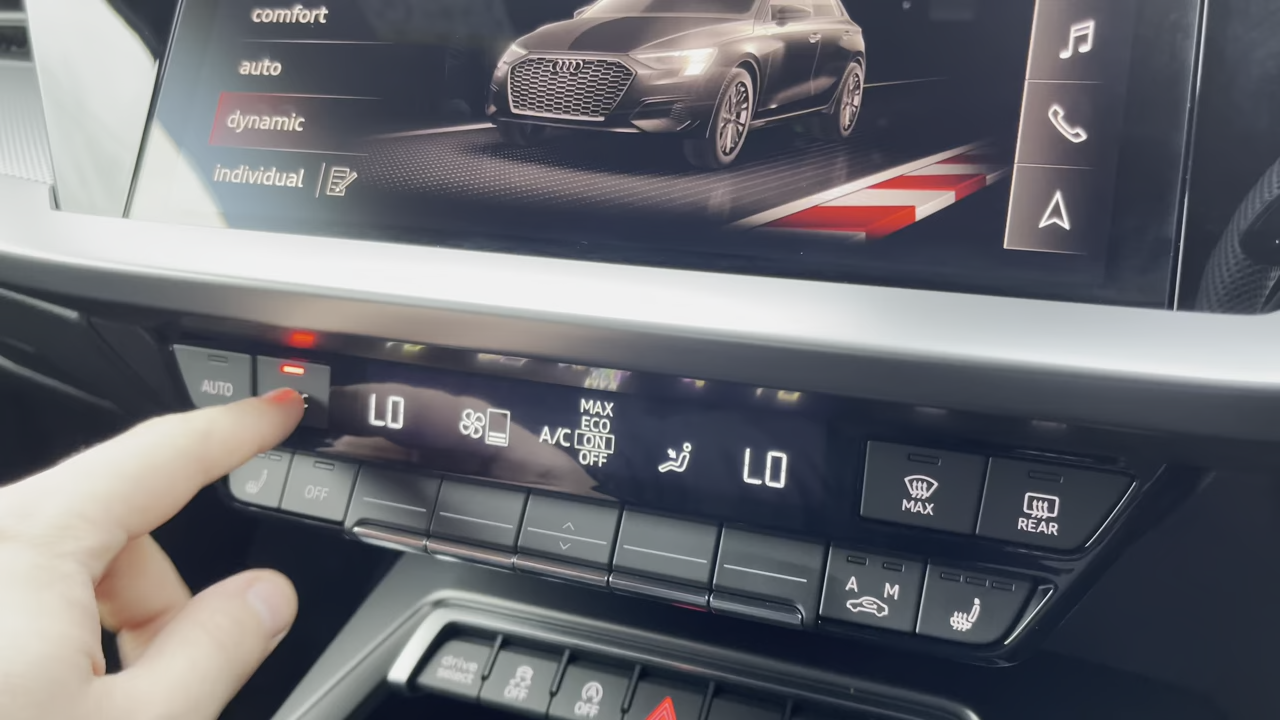 comfort
auto
dynamic
individual
AUTO
LO
MAX
ECO
A/C ON
OFF
LO
MAX
REAR
OFF
A M
drive
select
OFF
OFF